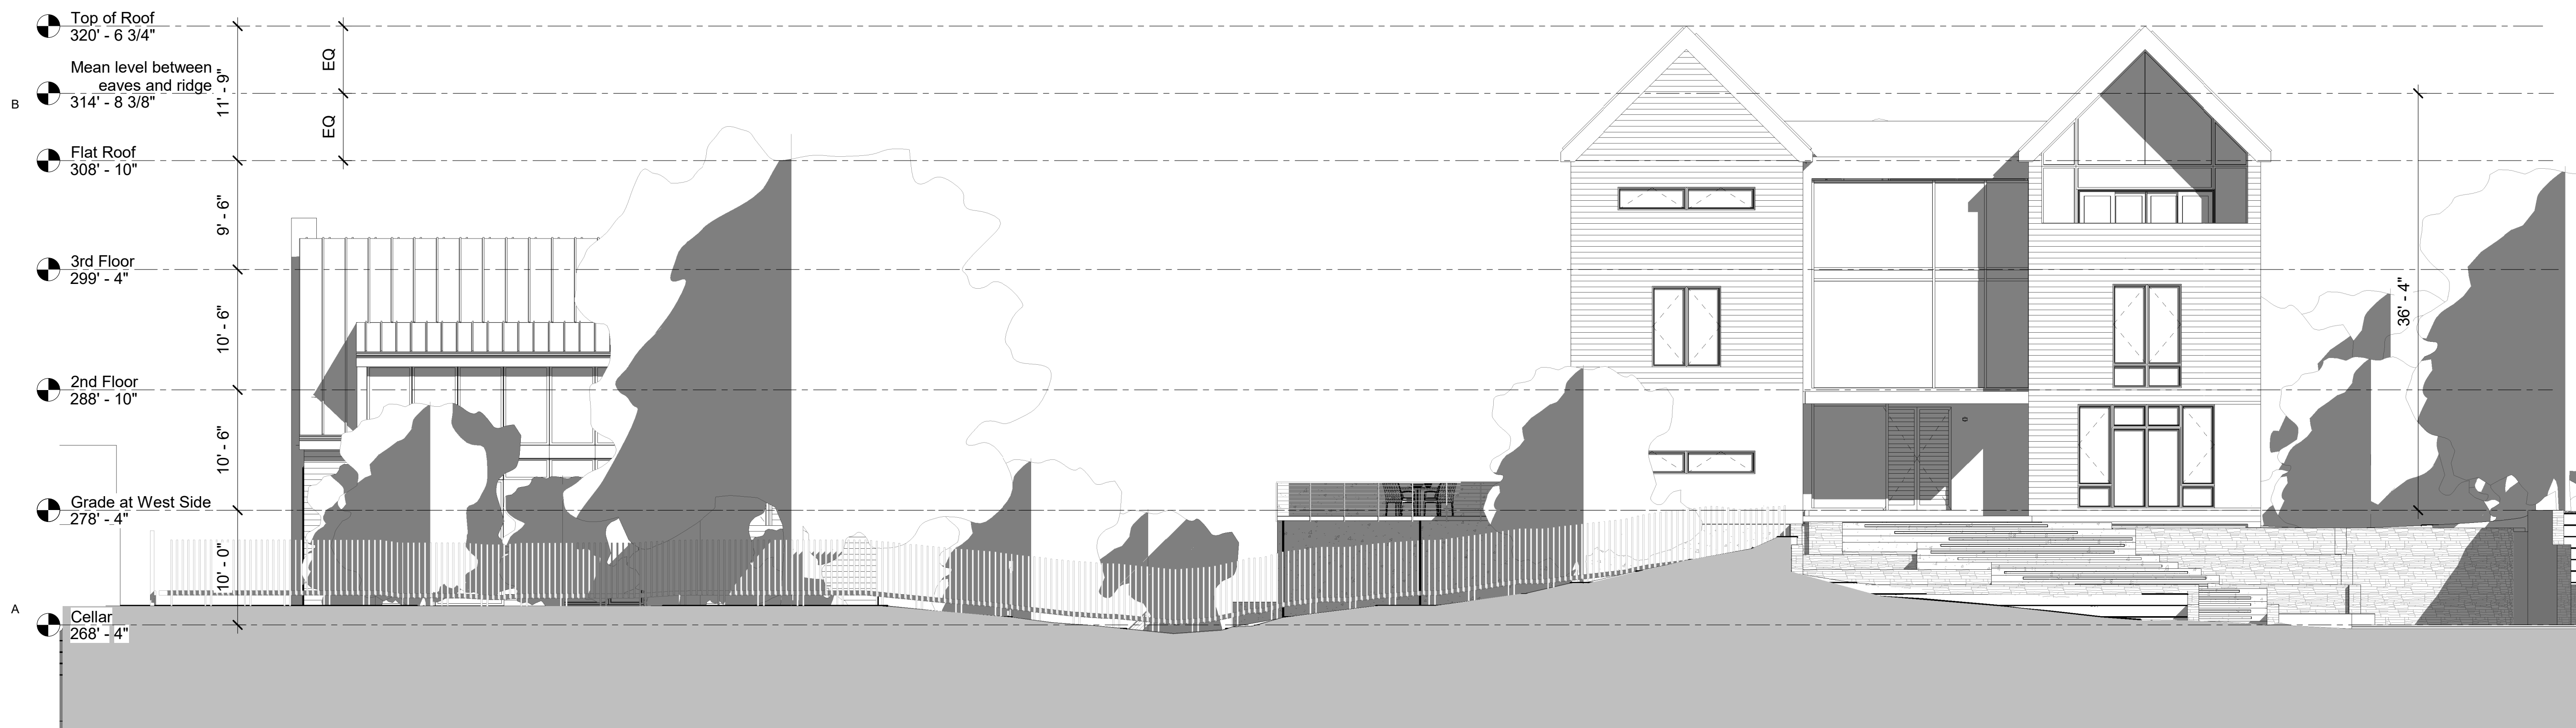 Top of Roof
320' - 6 3/4"
EQ
Mean level between
eaves and ridge
314' - 8 3/8"
11' - 9"
B
EQ
Flat Roof
308' - 10"
9' - 6"
3rd Floor
299' - 4"
36' - 4"
10' - 6"
2nd Floor
288' - 10"
10' - 6"
Grade at West Side
278' - 4"
10' - 0"
A
Cellar
268' - 4"